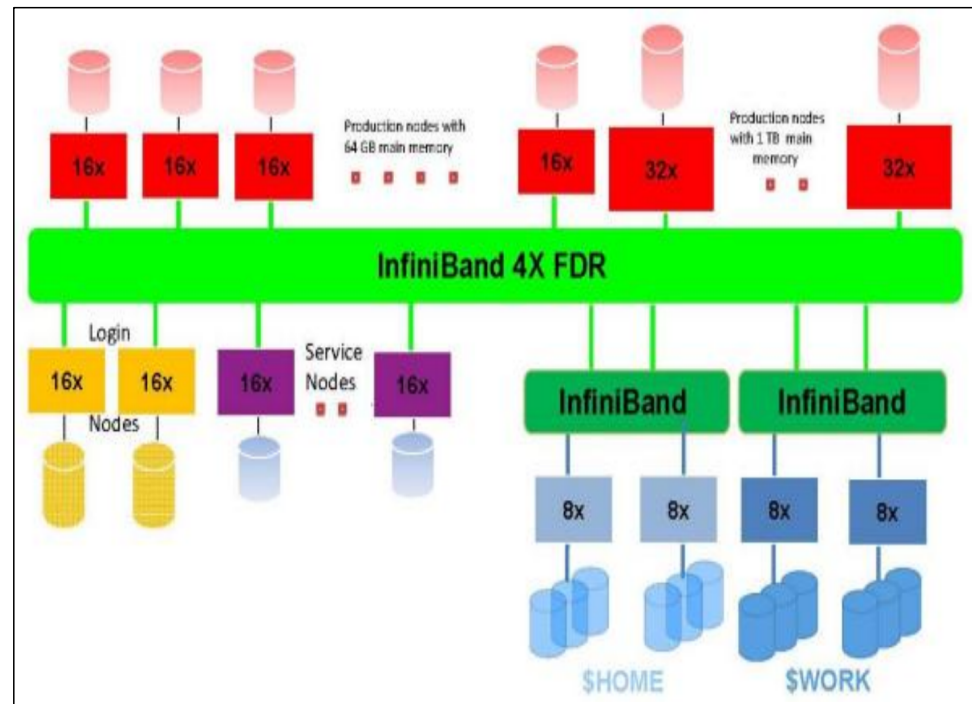 Production nodes with
64 GB main memory
Production nodes
with 1 TB main
memory
16x
16x
16x
16x
32x
32x
InfiniBand 4X FDR
Login
Nodes
16x
16x
16x
Service
Nodes
16x
InfiniBand
InfiniBand
8x
8x
8x
8x
$HOME
$WORK